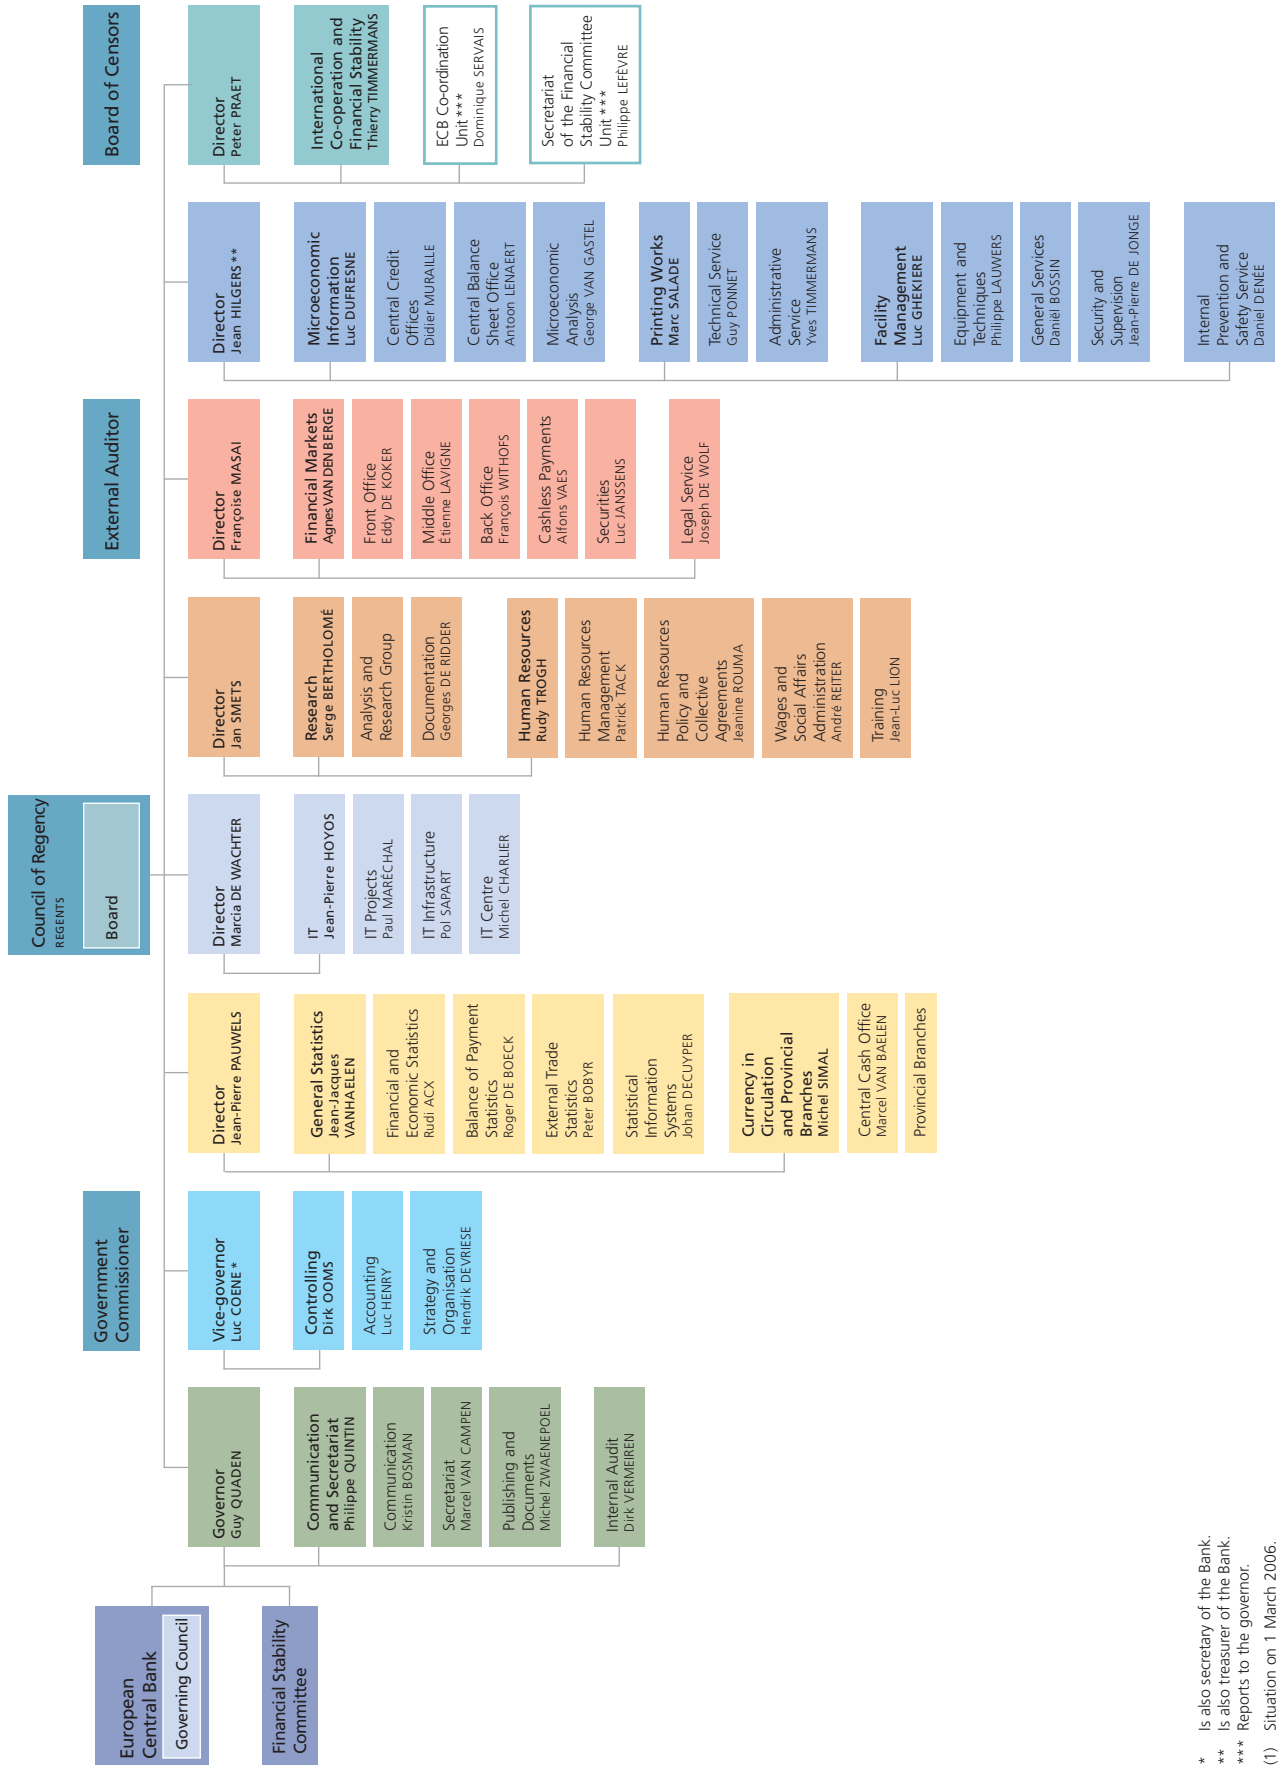 Council of Regency
REGENTS
Board
Government
Commissioner
External Auditor
Board of Censors
European
Central Bank
Governing Council
Financial Stability
Committee
Governor
Guy QUADEN
Communication
and Secretariat
Philippe QUINTIN
Communication
Kristin BOSMAN
Secretariat
Marcel VAN CAMPEN
Publishing and
Documents
Michel ZWAENEPOEL
Internal Audit
Dirk VERMEIREN
Vice-governor
Luc COENE *
Controlling
Dirk OOMS
Accounting
Luc HENRY
Strategy and
Organisation
Hendrik DEVRIESE
Director
Jean-Pierre PAUWELS
General Statistics
Jean-Jacques
VANHAELEN
Financial and
Economic Statistics
Rudi ACX
Balance of Payment
Statistics
Roger DE BOECK
External Trade
Statistics
Peter BOBYR
Statistical
Information
Systems
Johan DECUYPER
Currency in
Circulation
and Provincial
Branches
Michel SIMAL
Central Cash Office
Marcel VAN BAELEN
Provincial Branches
Director
Marcia DE WACHTER
IT
Jean-Pierre HOYOS
IT Projects
Paul MARÉCHAL
IT Infrastructure
Pol SAPART
IT Centre
Michel CHARLIER
Director
Jan SMETS
Research
Serge BERTHOLOMÉ
Analysis and
Research Group
Documentation
Georges DE RIDDER
Human Resources
Rudy TROGH
Human Resources
Management
Patrick TACK
Human Resources
Policy and
Collective
Agreements
Jeanine ROUMA
Wages and
Social Affairs
Administration
André REITER
Training
Jean-Luc LION
Director
Françoise MASAI
Financial Markets
Agnes VAN DEN BERGE
Front Office
Eddy DE KOKER
Middle Office
Étienne LAVIGNE
Back Office
François WITHOFS
Cashless Payments
Alfons VAES
Securities
Luc JANSSENS
Legal Service
Joseph DE WOLF
Director
Jean HILGERS **
Microeconomic
Information
Luc DUFRESNE
Central Credit
Offices
Didier MURAILLE
Central Balance
Sheet Office
Antoon LENAERT
Microeconomic
Analysis
George VAN GASTEL
Printing Works
Marc SALADE
Technical Service
Guy PONNET
Administrative
Service
Yves TIMMERMANS
Facility
Management
Luc GHEKIERE
Equipment and
Techniques
Philippe LAUWERS
General Services
Daniël BOSSIN
Security and
Supervision
Jean-Pierre DE JONGE
Internal
Prevention and
Safety Service
Daniel DENÉE
Director
Peter PRAET
International
Co-operation and
Financial Stability
Thierry TIMMERMANS
ECB Co-ordination
Unit ***
Dominique SERVAIS
Secretariat
of the Financial
Stability Committee
Unit ***
Philippe LEFÈVRE
* Is also secretary of the Bank.
** Is also treasurer of the Bank.
*** Reports to the governor.
(1) Situation on 1 March 2006.